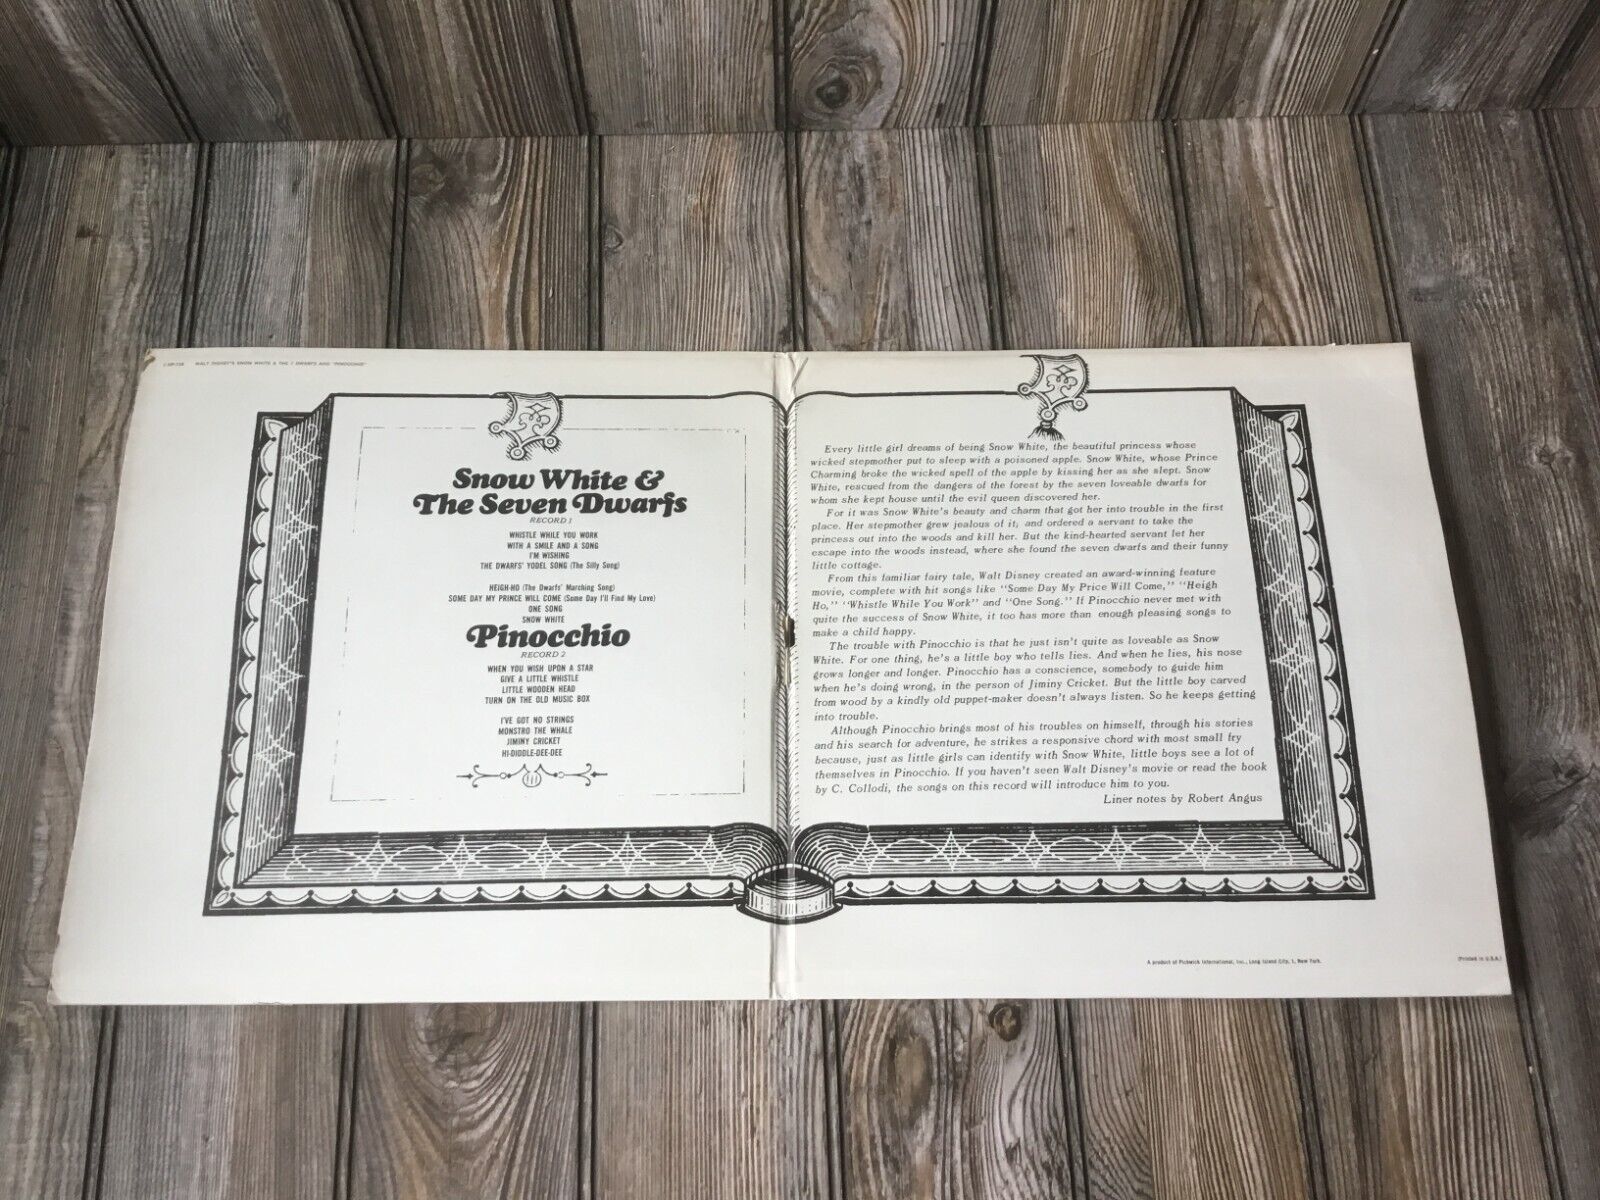 WALT DISNEY'S SNOW WHITE & THE 7 DWARFS AND "PINOCCHIO"
Snow White &
The Seven Dwarfs
RECORD 1
WHISTLE WHILE YOU WORK
WITH A SMILE AND A SONG
I'M WISHING
THE DWARFS' YODEL SONG (The Silly Song)
HEIGH-HO (The Dwarfs' Marching Song)
SOME DAY MY PRINCE WILL COME (Some Day I'll Find My Love)
ONE SONG
SNOW WHITE
Pinocchio
RECORD 2
WHEN YOU WISH UPON A STAR
GIVE A LITTLE WHISTLE
LITTLE WOODEN HEAD
TURN ON THE OLD MUSIC BOX
I'VE GOT NO STRINGS
MONSTRO THE WHALE
JIMINY CRICKET
HI-DIDDLE-DEE-DEE
Every little girl dreams of being Snow White, the beautiful princess whose
wicked stepmother put to sleep with a poisoned apple. Snow White, whose Prince
Charming broke the wicked spell of the apple by kissing her as she slept. Snow
White, rescued from the dangers of the forest by the seven loveable dwarfs for
whom she kept house until the evil queen discovered her.
For it was Snow White's beauty and charm that got her into trouble in the first
place. Her stepmother grew jealous of it; and ordered a servant to take the
princess out into the woods and kill her. But the kind-hearted servant let her
escape into the woods instead, where she found the seven dwarfs and their funny
little cottage.
From this familiar fairy tale, Walt Disney created an award-winning feature
movie, complete with hit songs like "Some Day My Price Will Come," "Heigh
Ho," "Whistle While You Work" and "One Song." If Pinocchio never met with
quite the success of Snow White, it too has more than enough pleasing songs to
make a child happy.
The trouble with Pinocchio is that he just isn't quite as loveable as Snow
White. For one thing, he's a little boy who tells lies. And when he lies, his nose
grows longer and longer. Pinocchio has a conscience, somebody to guide him
when he's doing wrong, in the person of Jiminy Cricket. But the little boy carved
from wood by a kindly old puppet-maker doesn't always listen. So he keeps getting
into trouble.
Although Pinocchio brings most of his troubles on himself, through his stories
and his search for adventure, he strikes a responsive chord with most small fry
because, just as little girls can identify with Snow White, little boys see a lot of
themselves in Pinocchio. If you haven't seen Walt Disney's movie or read the book
by C. Collodi, the songs on this record will introduce him to you.
Liner notes by Robert Angus
A product of Pickwick International, Inc., Long Island City, 1, New York.
(Printed in U.S.A.)